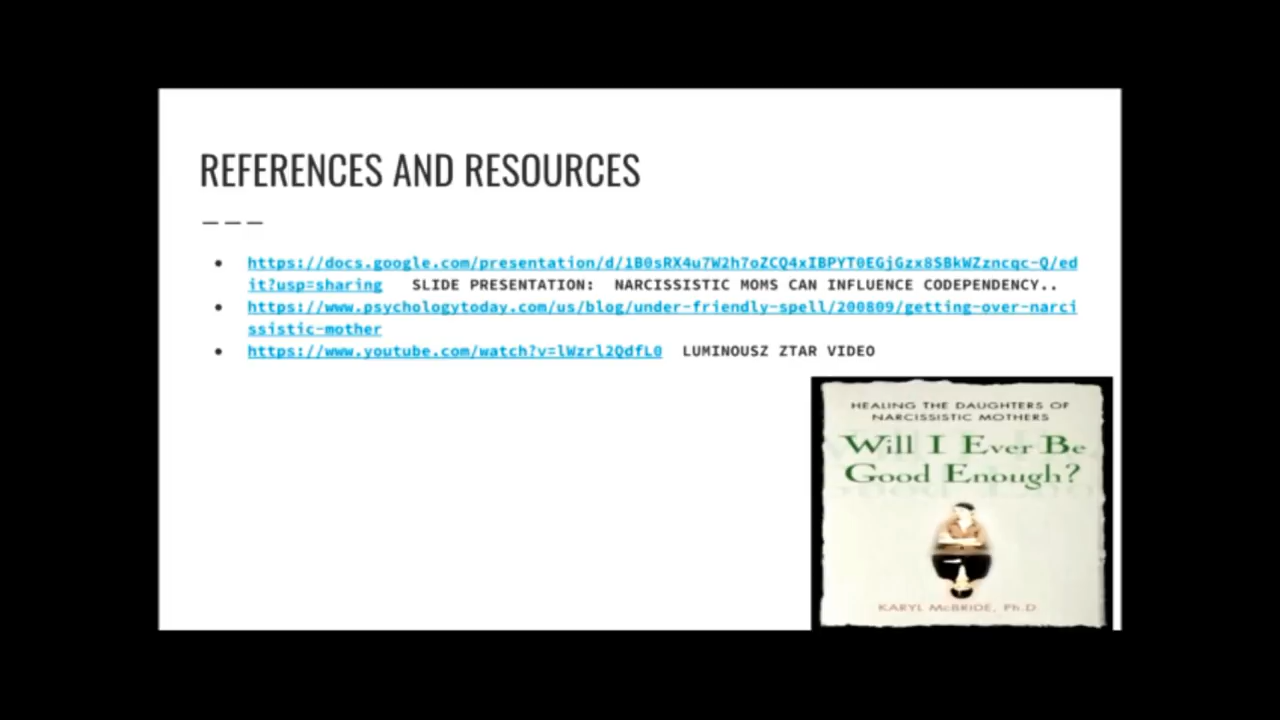 REFERENCES AND RESOURCES
https://docs.google.com/presentation/d/1B0sRX4u7W2h7oZCQ4xIBPYT0EGjGzx8SBkWZzncqc-Q/ed
it?usp=sharing SLIDE PRESENTATION: NARCISSISTIC MOMS CAN INFLUENCE CODEPENDENCY..
https://www.psychologytoday.com/us/blog/under-friendly-spell/200809/getting-over-narci
ssistic-mother
https://www.youtube.com/watch?v=lWzrl2QdfL0 LUMINOUSZ ZTAR VIDEO
HEALING THE DAUGHTERS OF
NARCISSISTIC MOTHERS
Will I Ever Be
Good Enough?
KARYL McBRIDE, Ph.D.